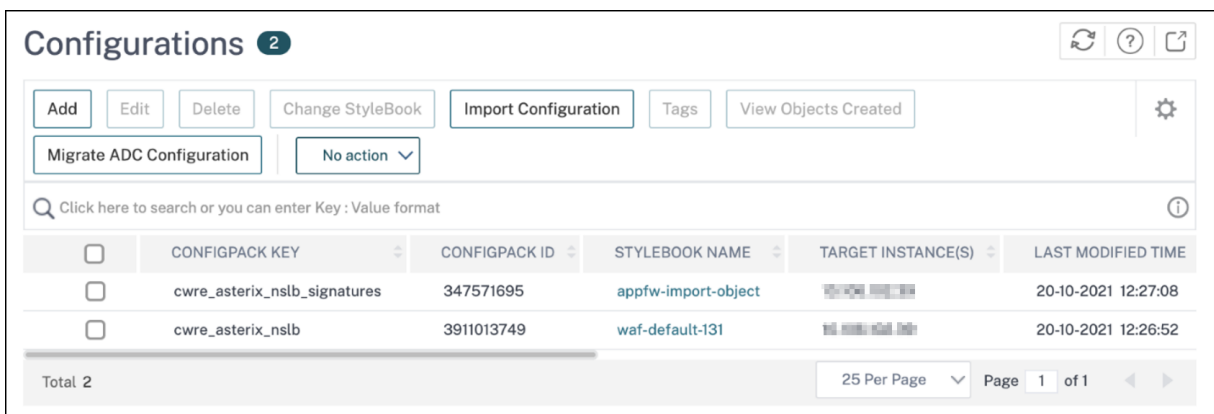 Configurations 2
Add Edit Delete Change StyleBook Import Configuration Tags View Objects Created
Migrate ADC Configuration No action
Click here to search or you can enter Key : Value format
CONFIGPACK KEY CONFIGPACK ID STYLEBOOK NAME TARGET INSTANCE(S) LAST MODIFIED TIME
cwre_asterix_nslb_signatures 347571695 appfw-import-object 20-10-2021 12:27:08
cwre_asterix_nslb 3911013749 waf-default-131 20-10-2021 12:26:52
Total 2 25 Per Page Page 1 of 1